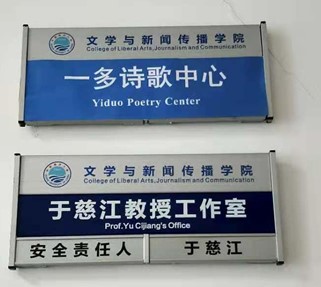 文学与新闻传播学院
College of Liberal Arts, Journalism and Communication
一多诗歌中心
Yiduo Poetry Center
文学与新闻传播学院
College of Liberal Arts, Journalism and Communication
于慈江教授工作室
Prof.Yu Cijiang's Office
安全责任人 于慈江